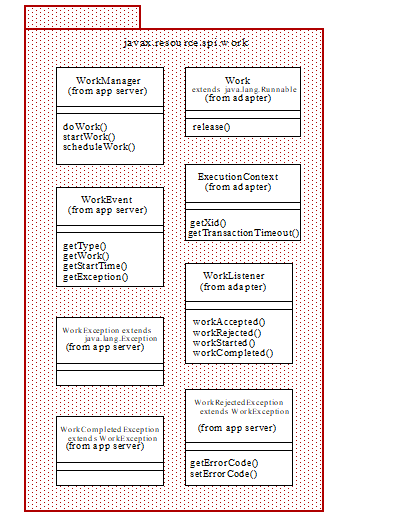 javax.resource.spi.work
WorkManager
(from app server)
doWork()
startWork()
scheduleWork()
Work
extends java.lang.Runnable
(from adapter)
release()
WorkEvent
(from app server)
getType()
getWork()
getStartTime()
getException()
ExecutionContext
(from adapter)
getXid()
getTransactionTimeout()
WorkListener
(from adapter)
workAccepted()
workRejected()
workStarted()
workCompleted()
WorkException extends
java.lang.Exception
(from app server)
WorkCompletedException
extends WorkException
(from app server)
WorkRejectedException
extends WorkException
(from app server)
getErrorCode()
setErrorCode()